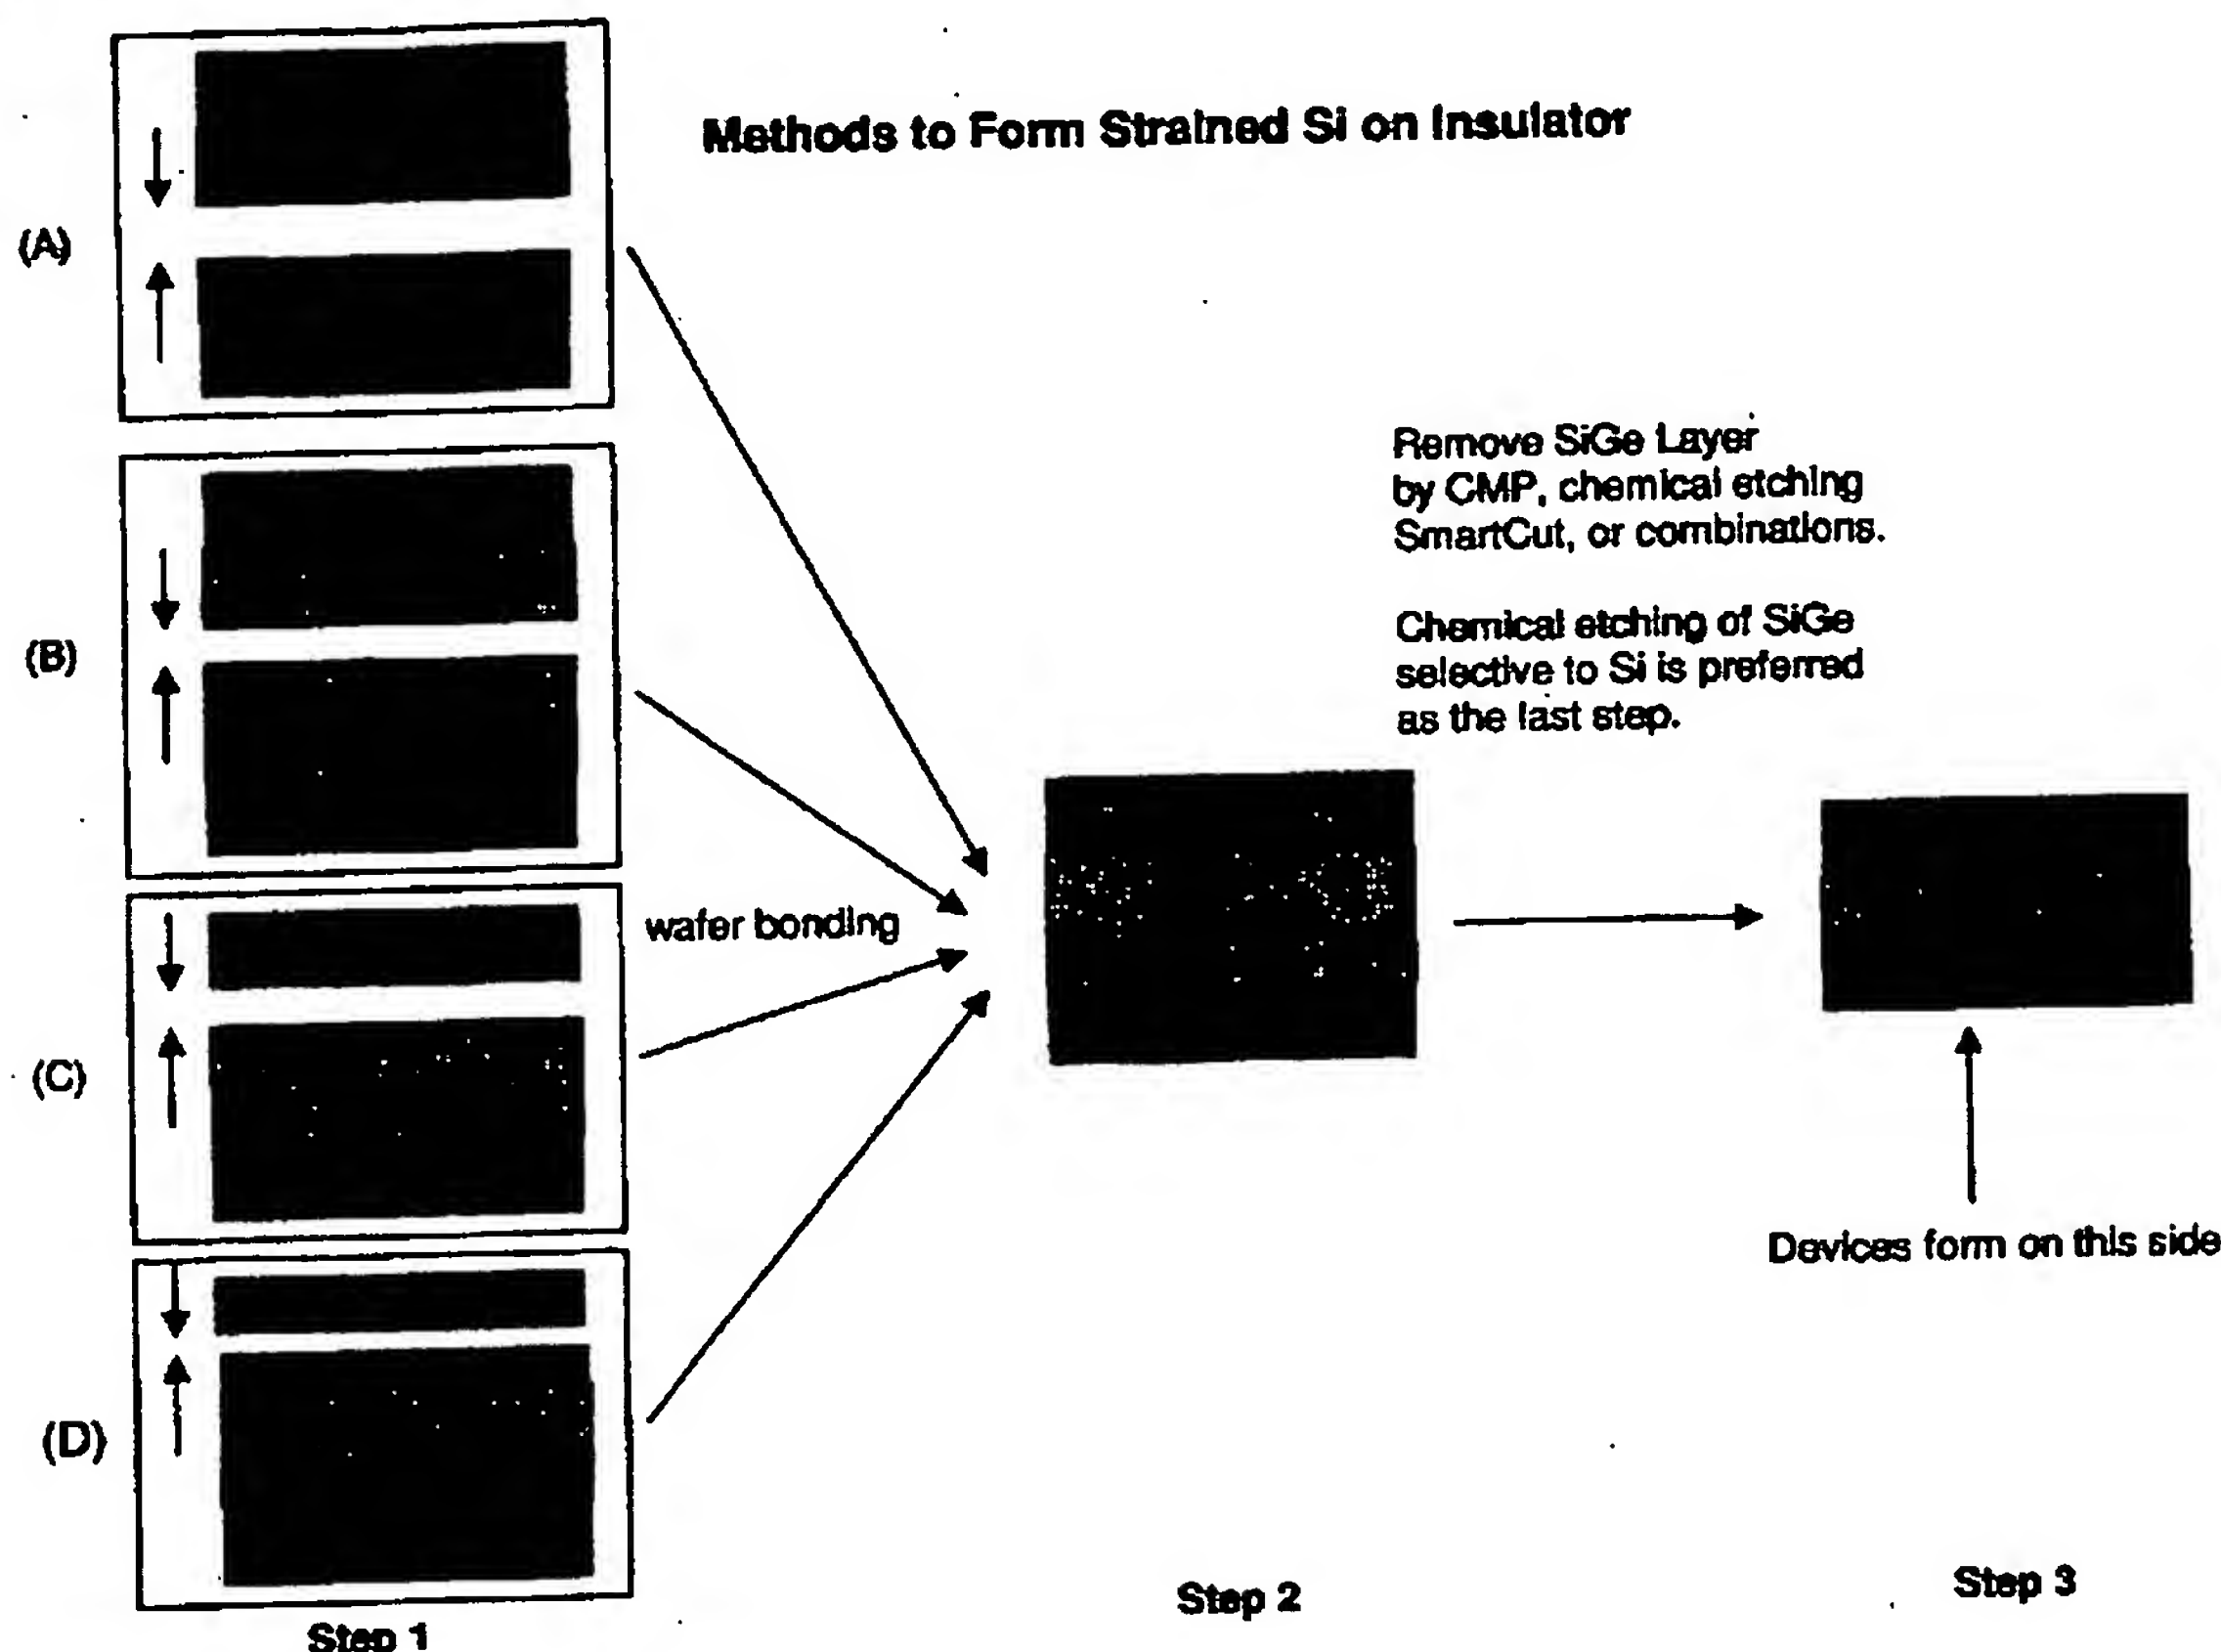 Methods to Form Strained Si on Insulator
(A)
(B)
(C)
(D)
wafer bonding
Remove SiGe Layer
by CMP, chemical etching
SmartCut, or combinations.
Chemical etching of SiGe
selective to Si is preferred
as the last step.
Devices form on this side
Step 1
Step 2
Step 3